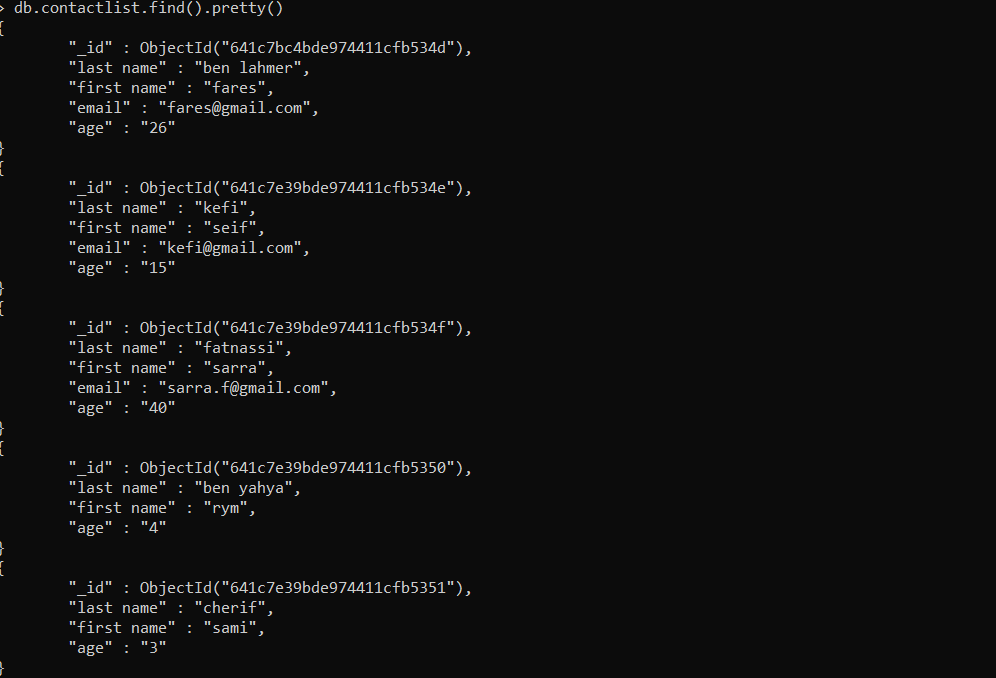 > db.contactlist.find().pretty()
{
"_id" : ObjectId("641c7bc4bde974411cfb534d"),
"last name" : "ben lahmer",
"first name" : "fares",
"email" : "fares@gmail.com",
"age" : "26"
}
{
"_id" : ObjectId("641c7e39bde974411cfb534e"),
"last name" : "kefi",
"first name" : "seif",
"email" : "kefi@gmail.com",
"age" : "15"
}
{
"_id" : ObjectId("641c7e39bde974411cfb534f"),
"last name" : "fatnassi",
"first name" : "sarra",
"email" : "sarra.f@gmail.com",
"age" : "40"
}
{
"_id" : ObjectId("641c7e39bde974411cfb5350"),
"last name" : "ben yahya",
"first name" : "rym",
"age" : "4"
}
{
"_id" : ObjectId("641c7e39bde974411cfb5351"),
"last name" : "cherif",
"first name" : "sami",
"age" : "3"
}